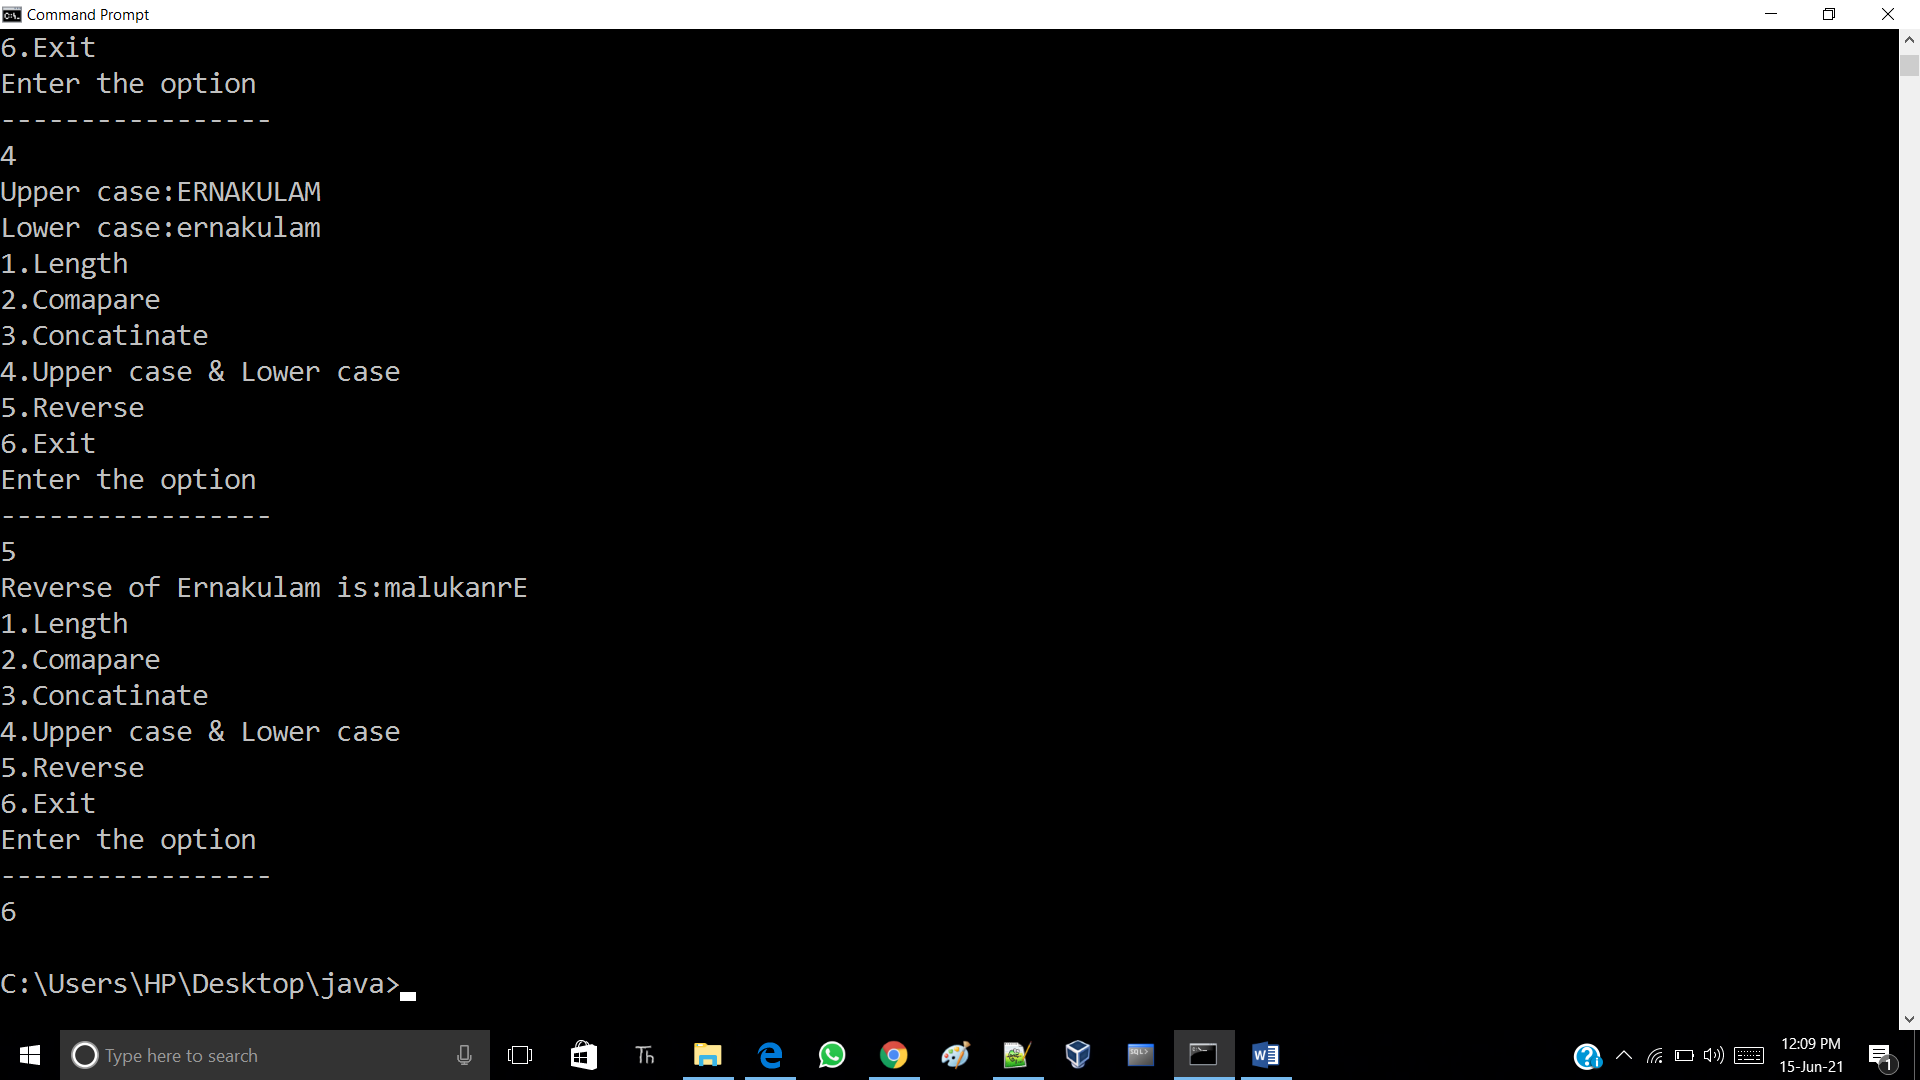 Command Prompt
6.Exit
Enter the option
-----------------
4
Upper case:ERNAKULAM
Lower case:ernakulam
1.Length
2.Comapare
3.Concatinate
4.Upper case & Lower case
5.Reverse
6.Exit
Enter the option
-----------------
5
Reverse of Ernakulam is:malukanrE
1.Length
2.Comapare
3.Concatinate
4.Upper case & Lower case
5.Reverse
6.Exit
Enter the option
-----------------
6
C:\Users\HP\Desktop\java>
Type here to search
Th
SQL>
12:09 PM
15-Jun-21
1